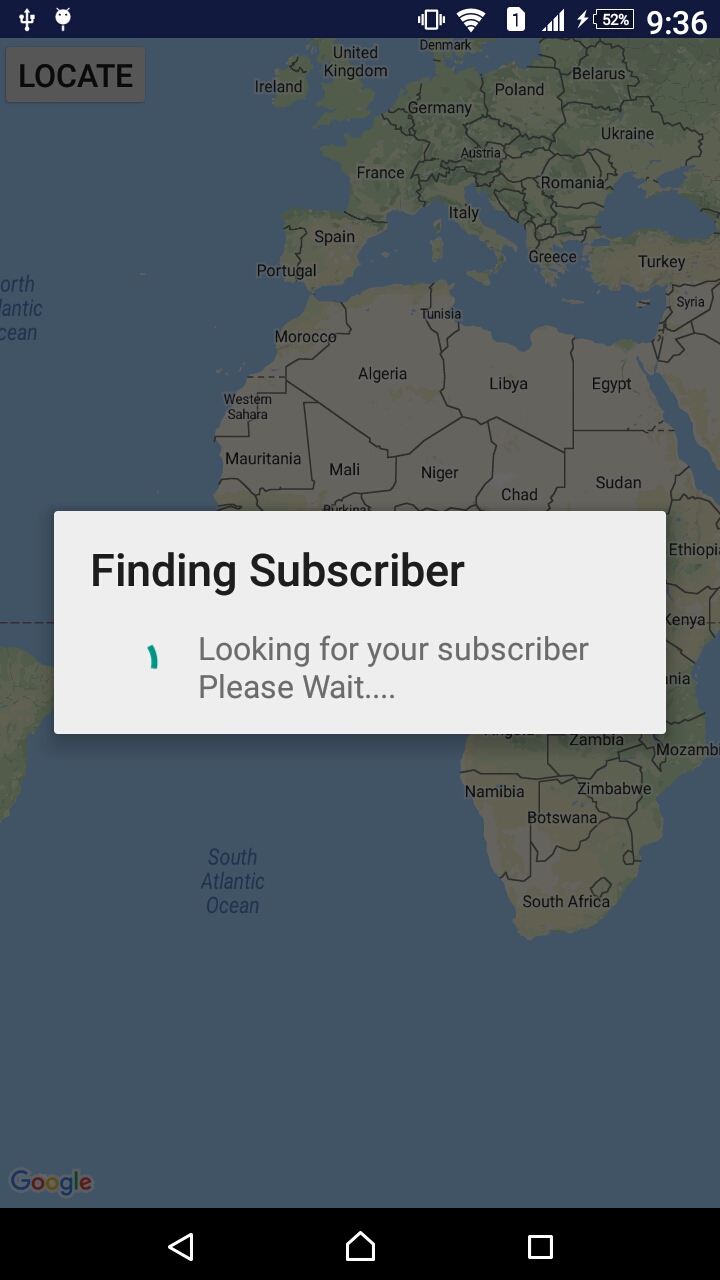 52%
9:36
LOCATE
United
Kingdom
Denmark
Ireland
Belarus
Poland
Germany
Ukraine
Austria
France
Romania
Italy
Spain
Greece
Portugal
Turkey
orth
lantic
cean
Syria
Tunisia
Morocco
Algeria
Libya
Egypt
Western
Sahara
Mauritania
Mali
Niger
Sudan
Chad
Ethiopi
Finding Subscriber
Kenya
Looking for your subscriber
Please Wait....
nia
Zambia
Mozambi
Namibia
Zimbabwe
Botswana
South
Atlantic
Ocean
South Africa
Google